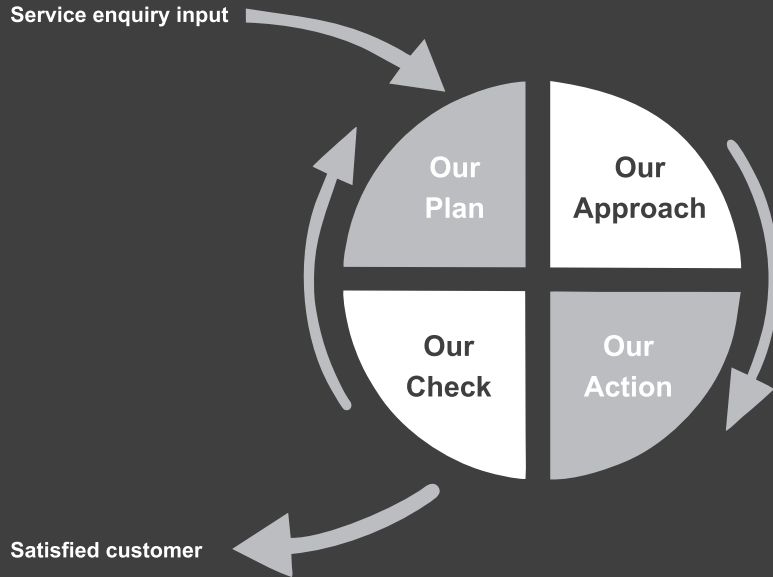 Service enquiry input
Our
Plan
Our
Approach
Our
Check
Our
Action
Satisfied customer